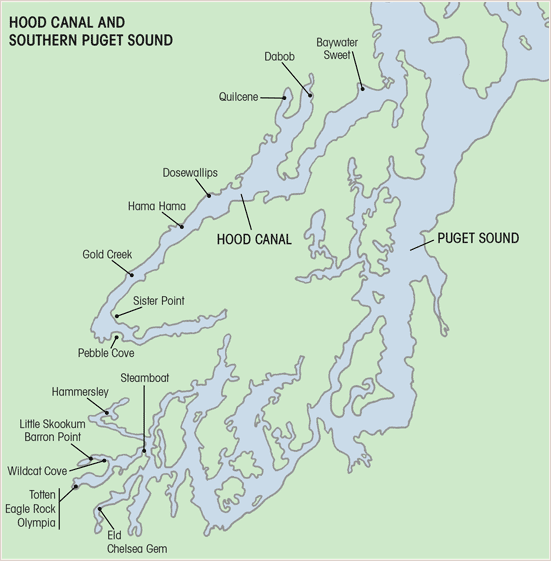 HOOD CANAL AND
SOUTHERN PUGET SOUND
Baywater
Sweet
Dabob
Quilcene
Dosewallips
Hama Hama
HOOD CANAL
PUGET SOUND
Gold Creek
Sister Point
Pebble Cove
Steamboat
Hammersley
Little Skookum
Barron Point
Wildcat Cove
Totten
Eagle Rock
Olympia
Eld
Chelsea Gem